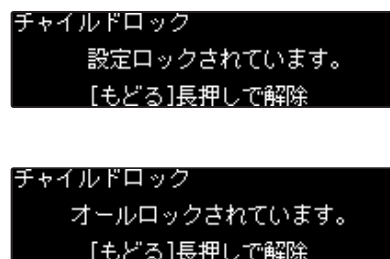 チャイルドロック
設定ロックされています。
[もどる]長押しで解除
チャイルドロック
オールロックされています。
[もどる]長押しで解除